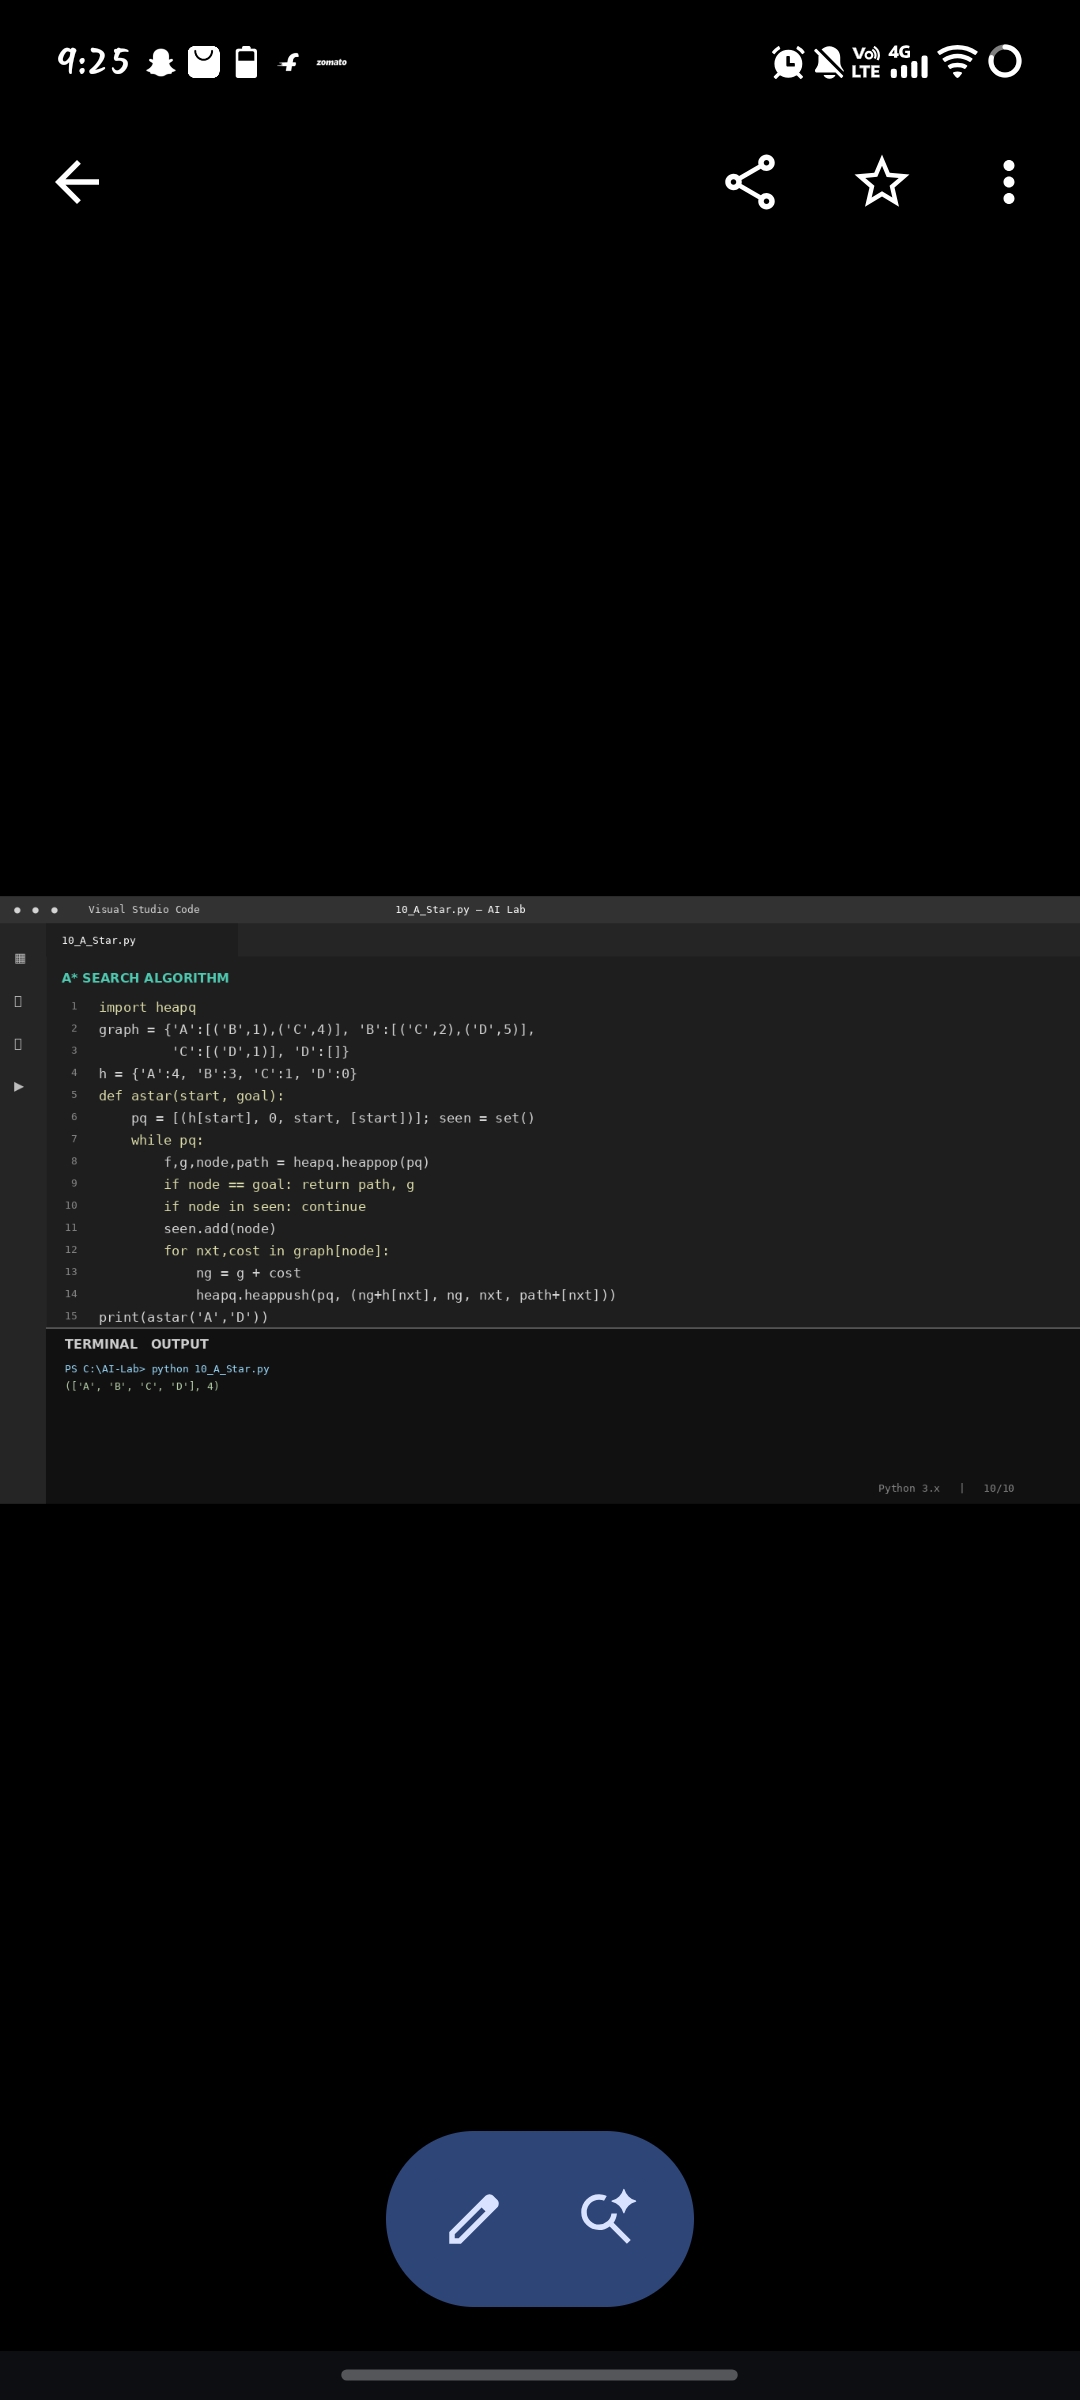 9:25 zomato Vo LTE 4G
Visual Studio Code 10_A_Star.py — AI Lab
10_A_Star.py
A* SEARCH ALGORITHM
1 import heapq
2 graph = {'A':[('B',1),('C',4)], 'B':[('C',2),('D',5)],
3          'C':[('D',1)], 'D':[]}
4 h = {'A':4, 'B':3, 'C':1, 'D':0}
5 def astar(start, goal):
6     pq = [(h[start], 0, start, [start])]; seen = set()
7     while pq:
8         f,g,node,path = heapq.heappop(pq)
9         if node == goal: return path, g
10         if node in seen: continue
11         seen.add(node)
12         for nxt,cost in graph[node]:
13             ng = g + cost
14             heapq.heappush(pq, (ng+h[nxt], ng, nxt, path+[nxt]))
15 print(astar('A','D'))
TERMINAL OUTPUT
PS C:\AI-Lab> python 10_A_Star.py
(['A', 'B', 'C', 'D'], 4)
Python 3.x | 10/10